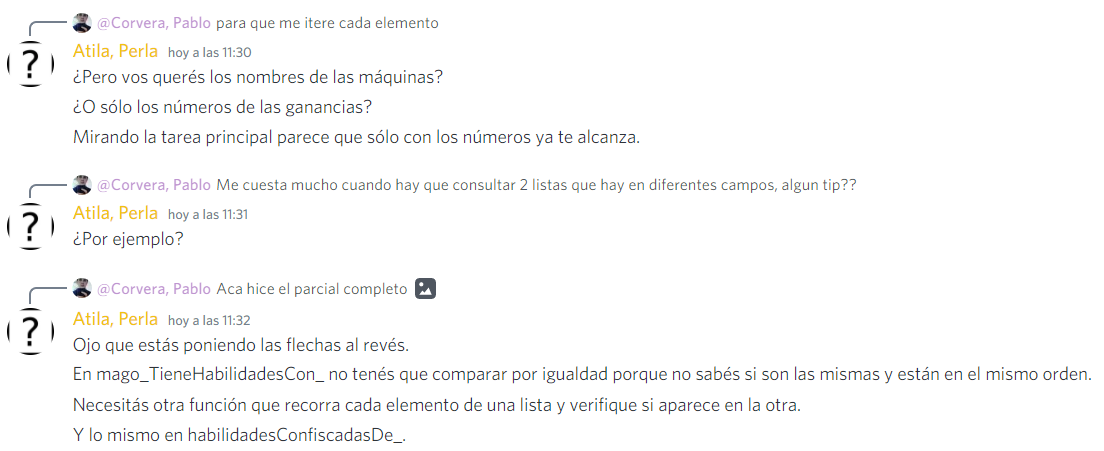 @Corvera, Pablo para que me itere cada elemento
Atila, Perla hoy a las 11:30
¿Pero vos querés los nombres de las máquinas?
¿O sólo los números de las ganancias?
Mirando la tarea principal parece que sólo con los números ya te alcanza.
@Corvera, Pablo Me cuesta mucho cuando hay que consultar 2 listas que hay en diferentes campos, algun tip??
Atila, Perla hoy a las 11:31
¿Por ejemplo?
@Corvera, Pablo Aca hice el parcial completo
Atila, Perla hoy a las 11:32
Ojo que estás poniendo las flechas al revés.
En mago_TieneHabilidadesCon_ no tenés que comparar por igualdad porque no sabés si son las mismas y están en el mismo orden.
Necesitás otra función que recorra cada elemento de una lista y verifique si aparece en la otra.
Y lo mismo en habilidadesConfiscadasDe_.